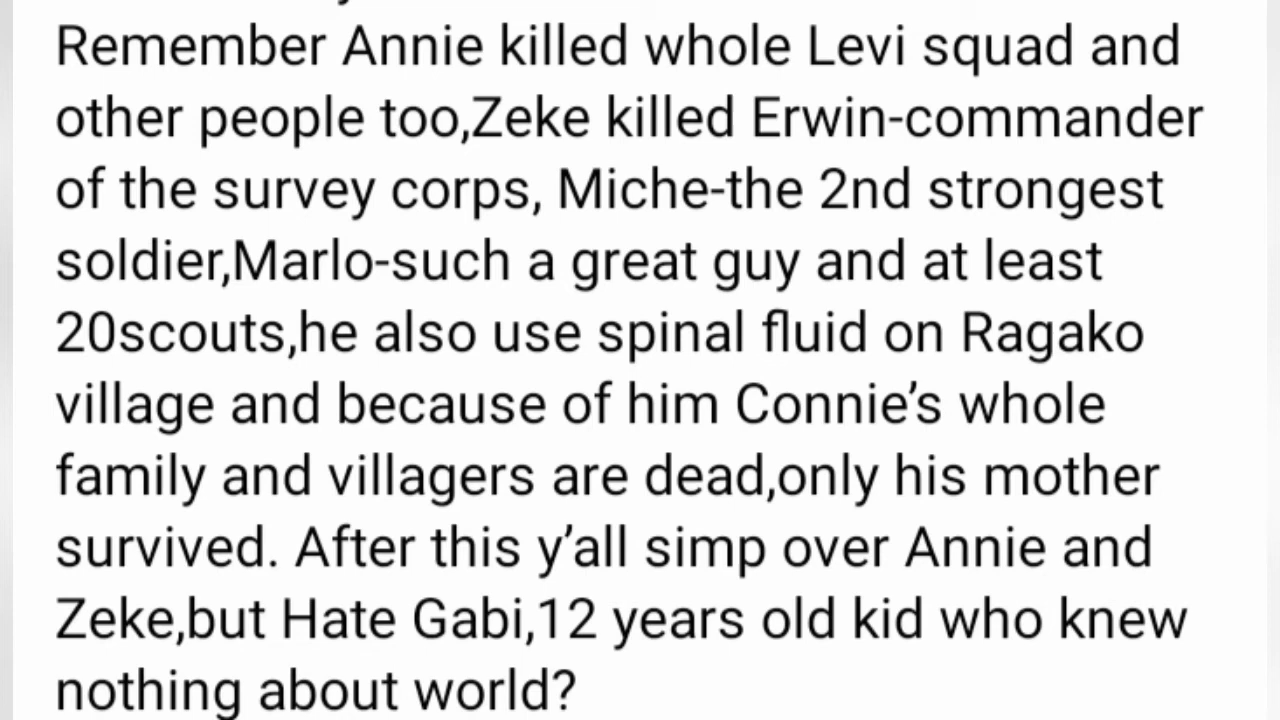 Remember Annie killed whole Levi squad and
other people too,Zeke killed Erwin-commander
of the survey corps, Miche-the 2nd strongest
soldier,Marlo-such a great guy and at least
20scouts,he also use spinal fluid on Ragako
village and because of him Connie’s whole
family and villagers are dead,only his mother
survived. After this y’all simp over Annie and
Zeke,but Hate Gabi,12 years old kid who knew
nothing about world?